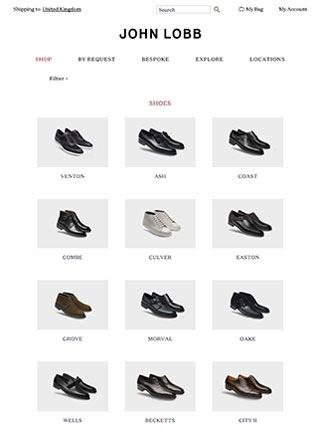 Shipping to United Kingdom Search My Bag My Account
JOHN LOBB
SHOP BY REQUEST BESPOKE EXPLORE LOCATIONS
Filter +
SHOES
VENTON ASH COAST
COMBE CULVER EASTON
GROVE MORVAL OAKE
WELLS BECKETTS CITY II